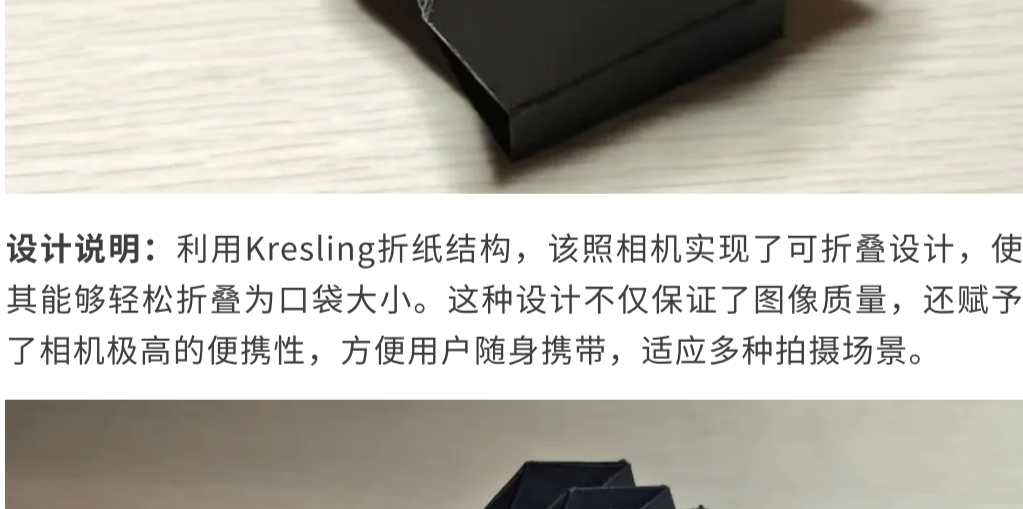 设计说明：利用Kresling折纸结构，该照相机实现了可折叠设计，使
其能够轻松折叠为口袋大小。这种设计不仅保证了图像质量，还赋予
了相机极高的便携性，方便用户随身携带，适应多种拍摄场景。